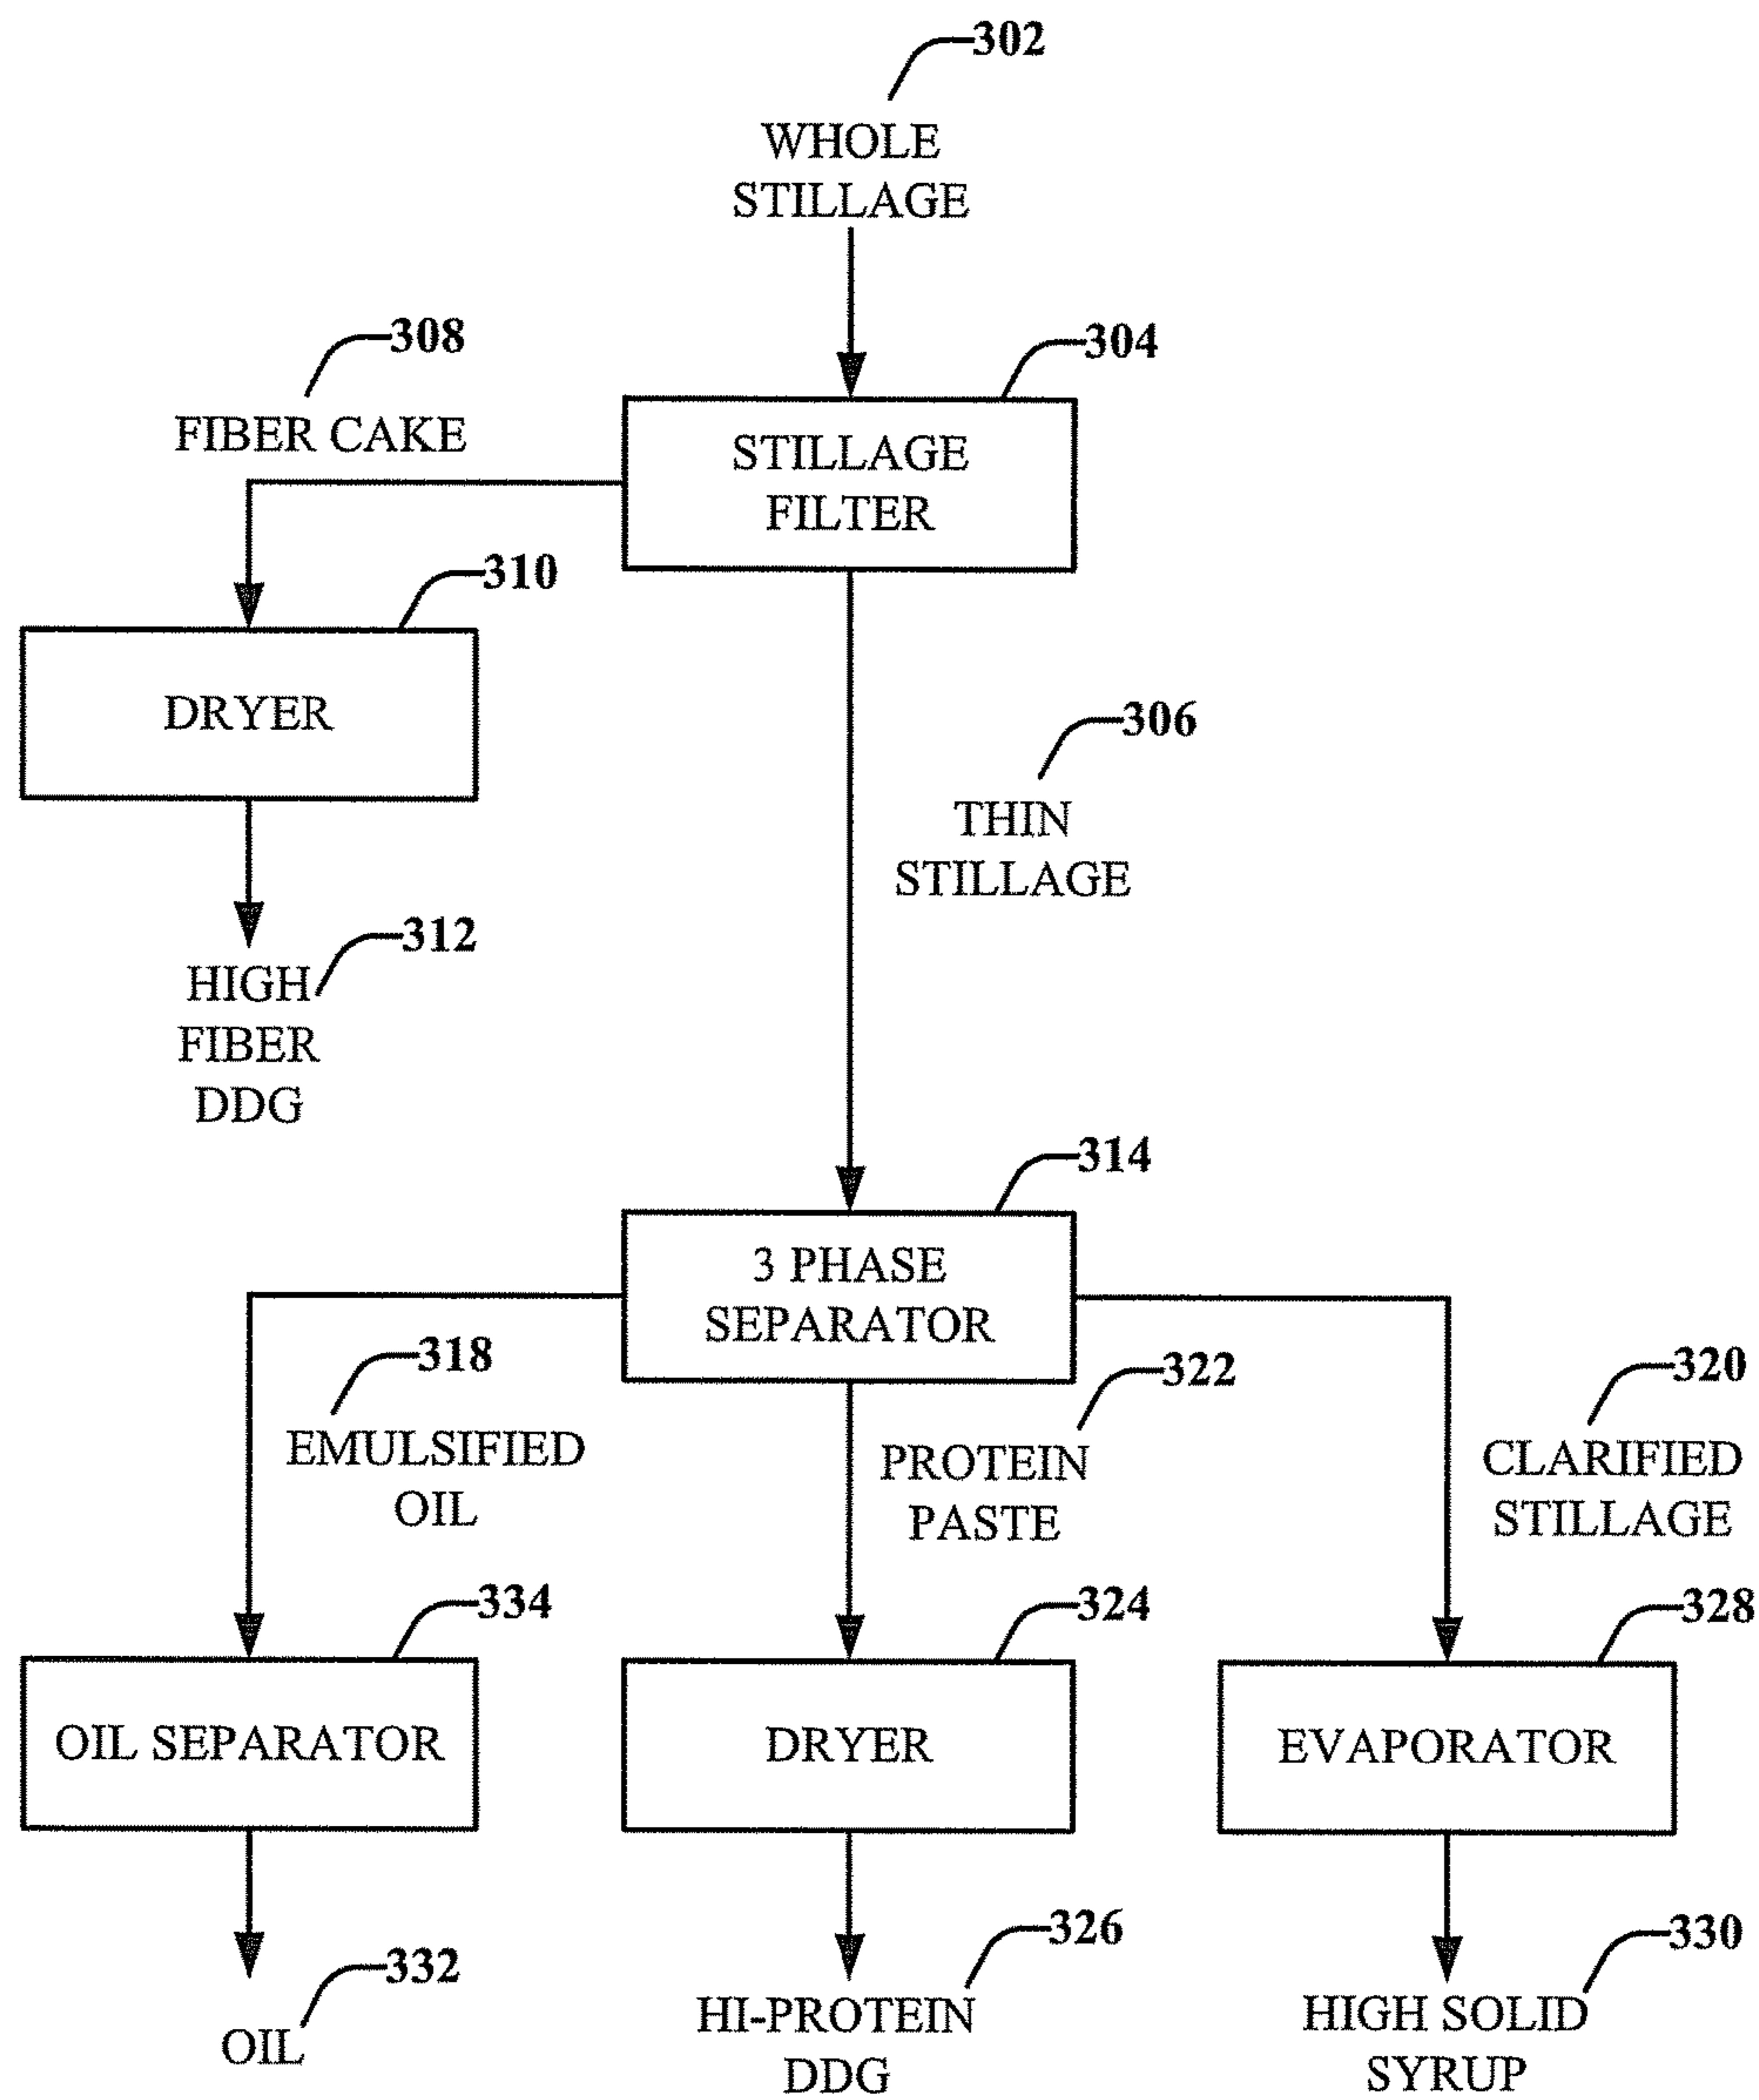 302
WHOLE
STILLAGE
308
304
FIBER CAKE
STILLAGE
FILTER
310
DRYER
306
THIN
STILLAGE
312
HIGH
FIBER
DDG
314
3 PHASE
SEPARATOR
318
322
320
EMULSIFIED
OIL
PROTEIN
PASTE
CLARIFIED
STILLAGE
334
324
328
OIL SEPARATOR
DRYER
EVAPORATOR
332
326
330
OIL
HI-PROTEIN
DDG
HIGH SOLID
SYRUP